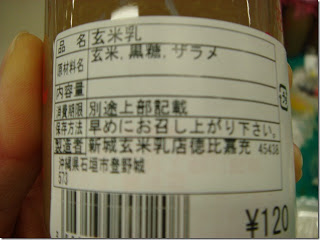 品　名 玄米乳
原材料名 玄米，黒糖，ザラメ
内容量
消費期限 別途上部記載
保存方法 早めにお召し上がり下さい。
製造者 新城玄米乳店徳比嘉充 45438
沖縄県石垣市登野城
573
¥120